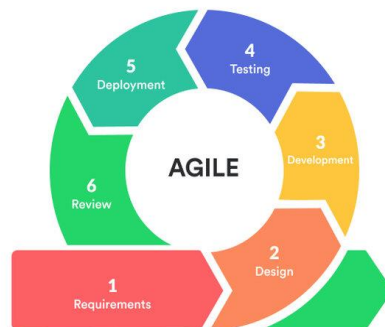 4
Testing
5
Deployment
3
Development
AGILE
6
Review
2
Design
1
Requirements